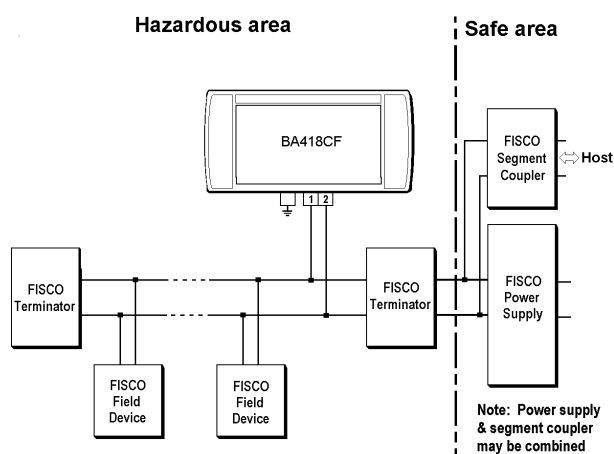 Hazardous area
Safe area
BA418CF
1 2
FISCO
Segment
Coupler
Host
FISCO
Terminator
FISCO
Terminator
FISCO
Power
Supply
FISCO
Field
Device
FISCO
Field
Device
Note: Power supply
& segment coupler
may be combined